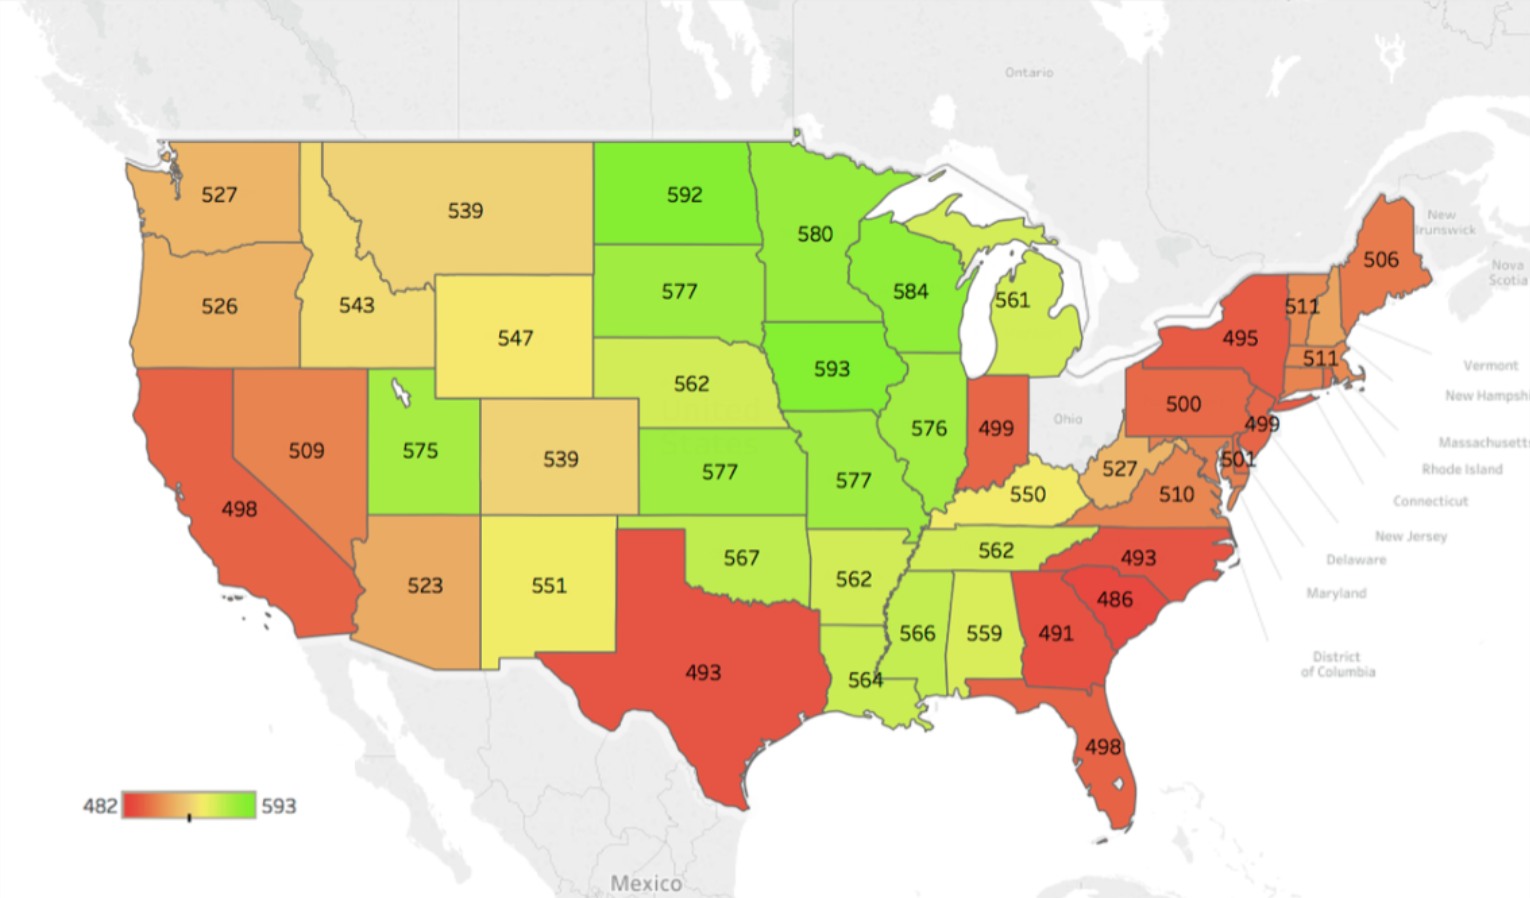 Ontario
New
Brunswick
Nova
Scotia
527
539
592
580
506
526
543
577
584
561
511
547
495
593
562
511
Vermont
500
New Hampshi
Ohio
576
499
499
509
575
539
577
577
527
501
Massachusetts
Rhode Island
498
550
510
Connecticut
New Jersey
523
551
567
562
562
493
Delaware
486
Maryland
566
559
491
493
564
District
of Columbia
498
482
593
Mexico
United
States